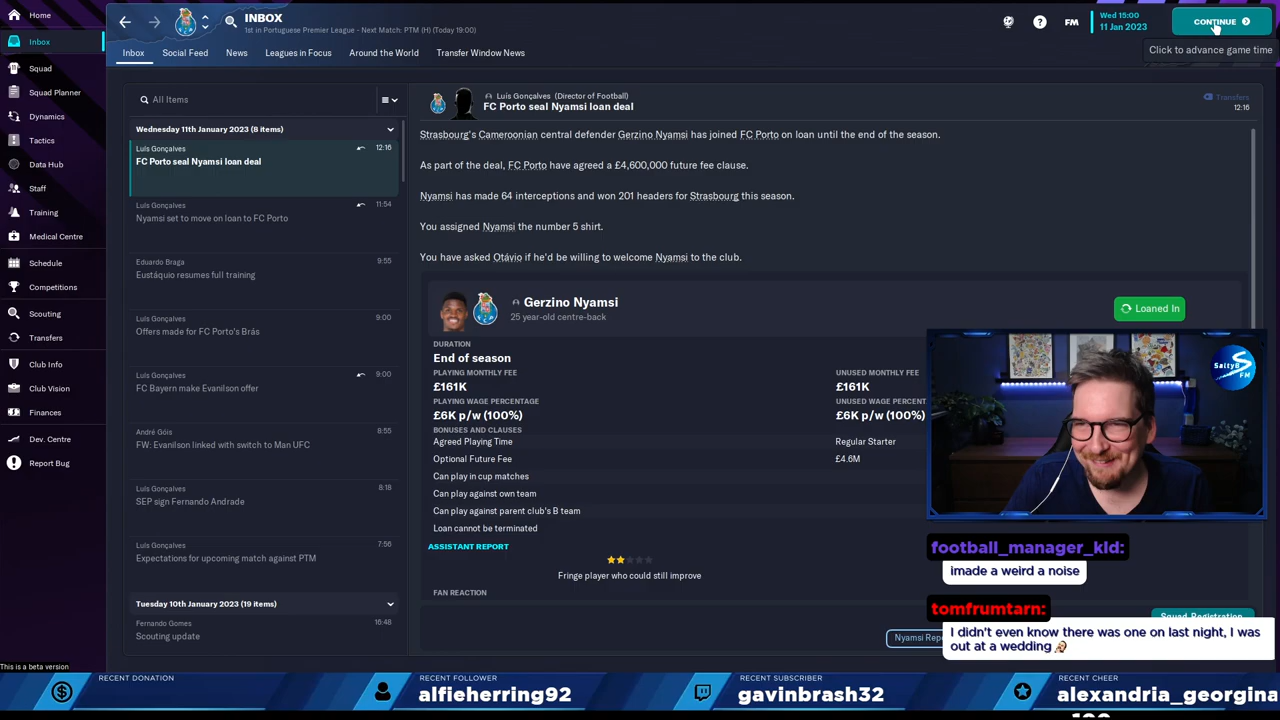 Home
Inbox
Squad
Squad Planner
Dynamics
Tactics
Data Hub
Staff
Training
Medical Centre
Schedule
Competitions
Scouting
Transfers
Club Info
Club Vision
Finances
Dev. Centre
Report Bug
This is a beta version
INBOX
1st in Portuguese Premier League - Next Match: PTM (H) (Today 19:00)
FM
Wed 15:00
11 Jan 2023
CONTINUE
Click to advance game time
Inbox
Social Feed
News
Leagues in Focus
Around the World
Transfer Window News
All Items
Wednesday 11th January 2023 (8 items)
Luís Gonçalves 12:16
FC Porto seal Nyamsi loan deal
Luís Gonçalves 11:54
Nyamsi set to move on loan to FC Porto
Eduardo Braga 9:55
Eustáquio resumes full training
Luís Gonçalves 9:00
Offers made for FC Porto's Brás
Luís Gonçalves 9:00
FC Bayern make Evanilson offer
André Góis 8:55
FW: Evanilson linked with switch to Man UFC
Luís Gonçalves 8:18
SEP sign Fernando Andrade
Luís Gonçalves 7:56
Expectations for upcoming match against PTM
Tuesday 10th January 2023 (19 items)
Fernando Gomes 16:48
Scouting update
Luís Gonçalves (Director of Football)
FC Porto seal Nyamsi loan deal
Transfers
12:16
Strasbourg's Cameroonian central defender Gerzino Nyamsi has joined FC Porto on loan until the end of the season.
As part of the deal, FC Porto have agreed a £4,600,000 future fee clause.
Nyamsi has made 64 interceptions and won 201 headers for Strasbourg this season.
You assigned Nyamsi the number 5 shirt.
You have asked Otávio if he'd be willing to welcome Nyamsi to the club.
Gerzino Nyamsi
25 year-old centre-back
Loaned In
DURATION
End of season
PLAYING MONTHLY FEE
£161K
UNUSED MONTHLY FEE
£161K
PLAYING WAGE PERCENTAGE
£6K p/w (100%)
UNUSED WAGE PERCENT
£6K p/w (100%)
BONUSES AND CLAUSES
Agreed Playing Time Regular Starter
Optional Future Fee £4.6M
Can play in cup matches
Can play against own team
Can play against parent club's B team
Loan cannot be terminated
ASSISTANT REPORT
Fringe player who could still improve
FAN REACTION
Squad Registration
Nyamsi Repo
SaltyB
FM
football_manager_kid:
imade a weird a noise
tomfrumtarn:
I didn't even know there was one on last night, I was
out at a wedding
RECENT DONATION
RECENT FOLLOWER
alfieherring92
RECENT SUBSCRIBER
gavinbrash32
RECENT CHEER
alexandria_georgina